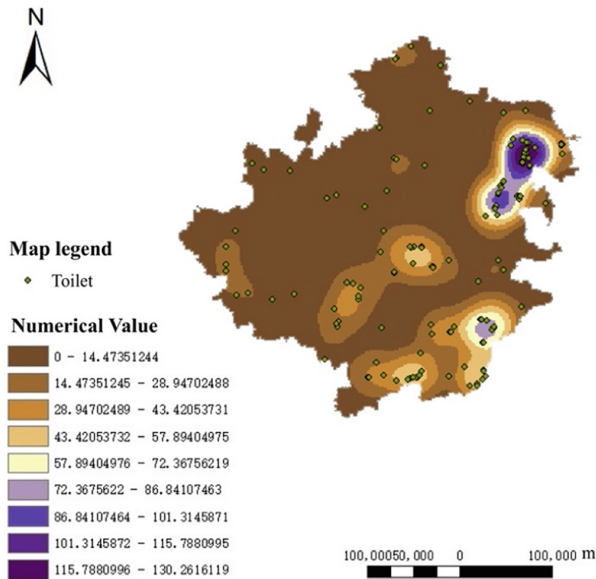 N
Map legend
Toilet
Numerical Value
0 - 14.47351244
14.47351245 - 28.94702488
28.94702489 - 43.42053731
43.42053732 - 57.89404975
57.89404976 - 72.36756219
72.3675622 - 86.84107463
86.84107464 - 101.3145871
101.3145872 - 115.7880995
115.7880996 - 130.2616119
100,00050,000 0 100,000 m